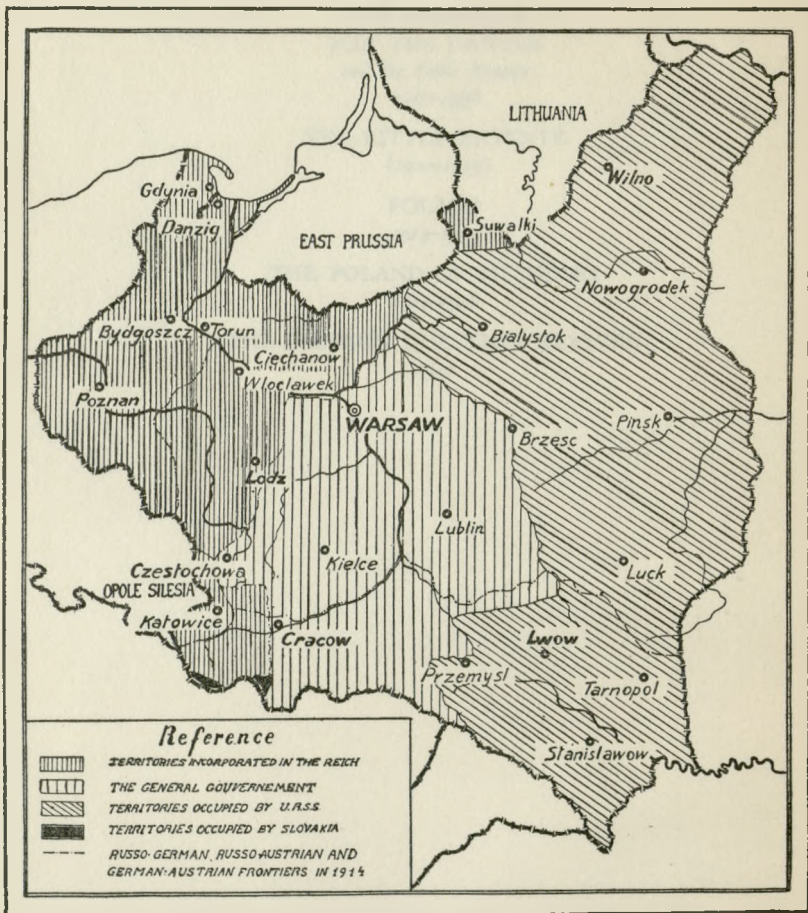 LITHUANIA
Wilno
Gdynia
Danzig
Suwalki
EAST PRUSSIA
Nowogrodek
Bydgoszcz
Torun
Bialystok
Ciechanow
Wloclawek
Poznan
WARSAW
Pinsk
Brzesc
Lodz
Lublin
Czestochowa
Kielce
Luck
OPOLE SILESIA
Katowice
Cracow
Lwow
Przemysl
Tarnopol
Stanislawow
Reference
TERRITORIES INCORPORATED IN THE REICH
THE GENERAL GOUVERNEMENT
TERRITORIES OCCUPIED BY U.R.S.S.
TERRITORIES OCCUPIED BY SLOVAKIA
RUSSO-GERMAN, RUSSO-AUSTRIAN AND
GERMAN-AUSTRIAN FRONTIERS IN 1914